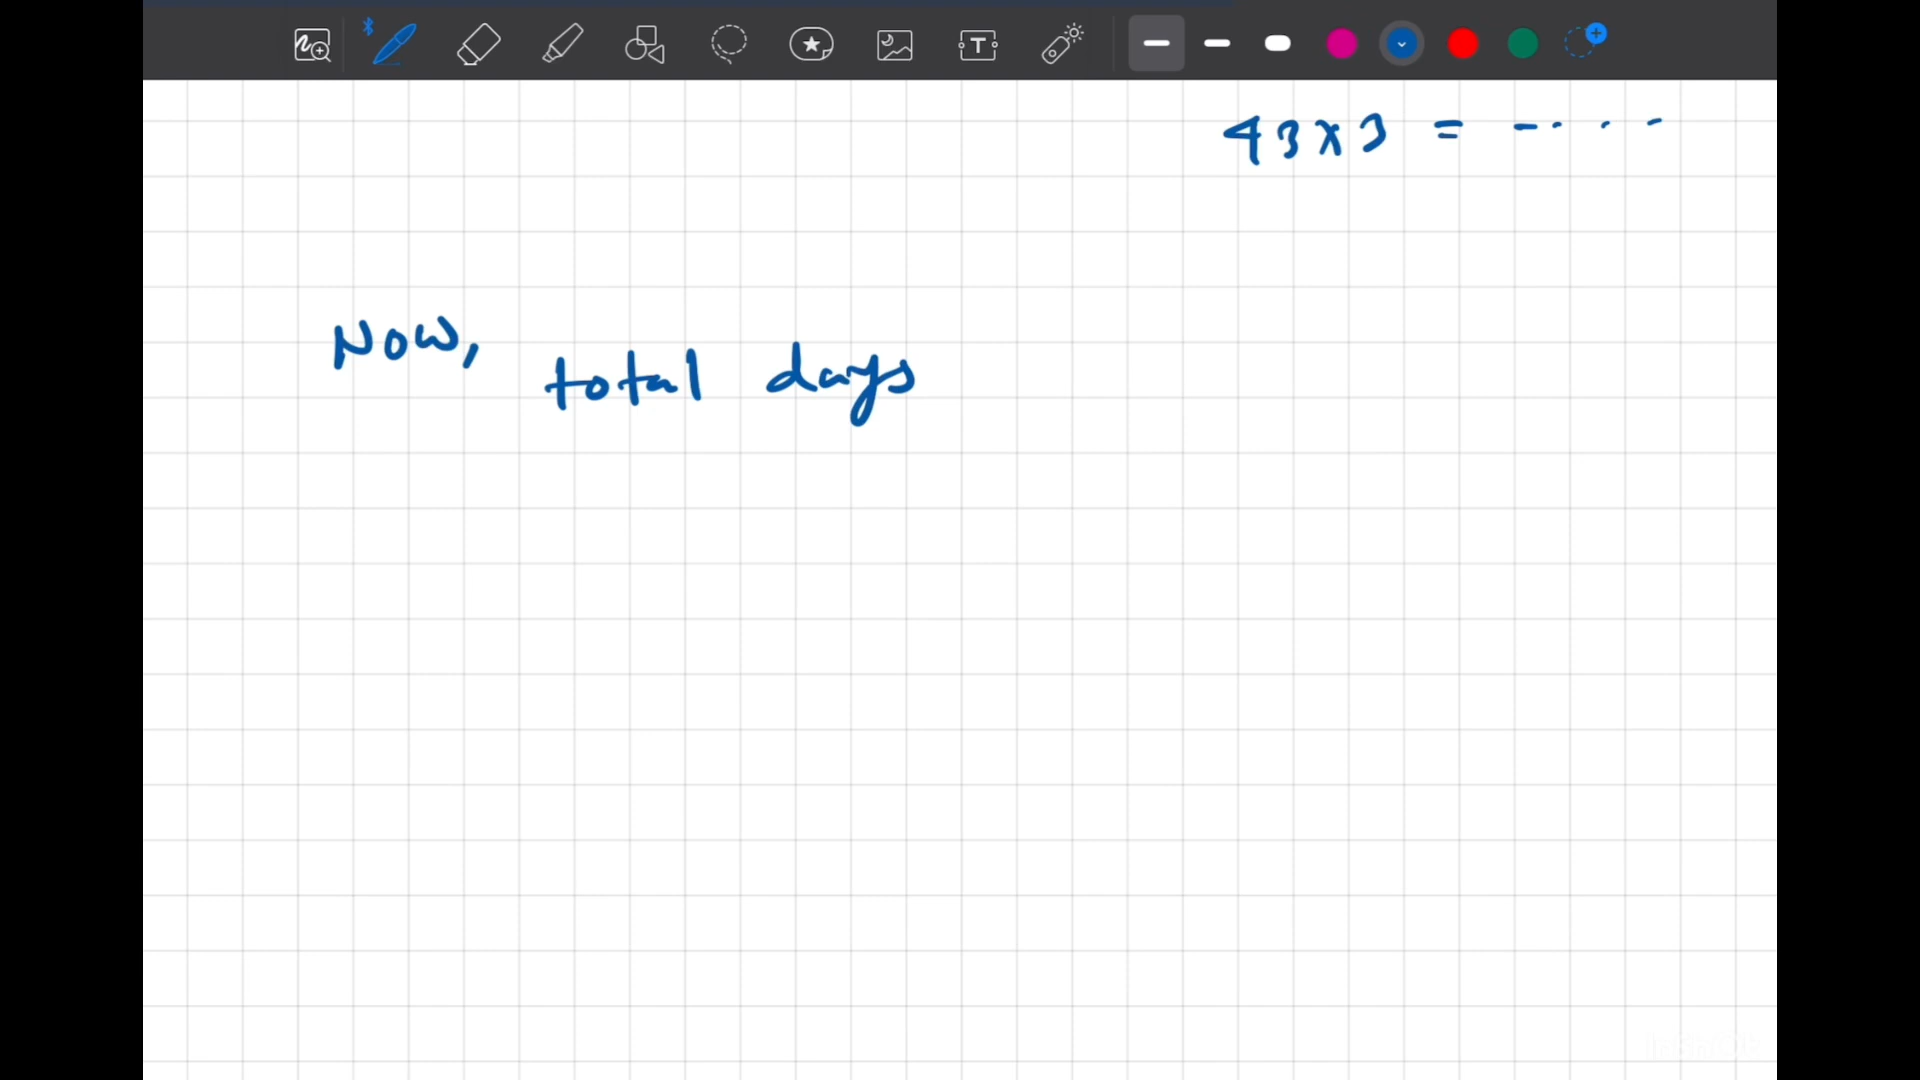 43x3 = -....
Now, total days